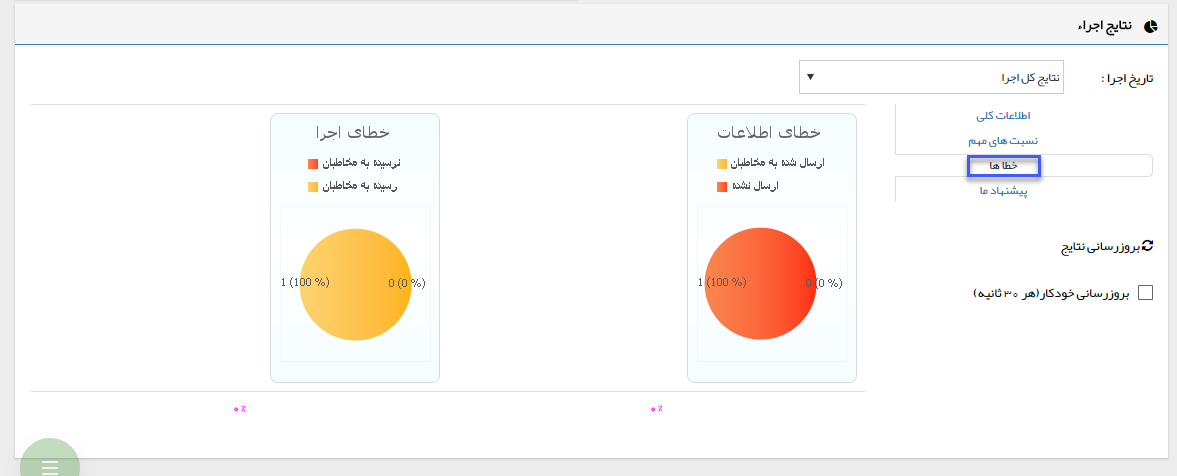 نتایج اجراء
تاریخ اجرا :
نتایج کل اجرا
اطلاعات کلی
نسبت های مهم
خطا ها
پیشنهاد ما
بروزرسانی نتایج
بروزرسانی خودکار(هر ۳۰ ثانیه)
خطای اطلاعات
ارسال شده به مخاطبان
ارسال نشده
1 (100 %)
0 (0 %)
٪ ۰
خطای اجرا
نرسیده به مخاطبان
رسیده به مخاطبان
1 (100 %)
0 (0 %)
٪ ۰